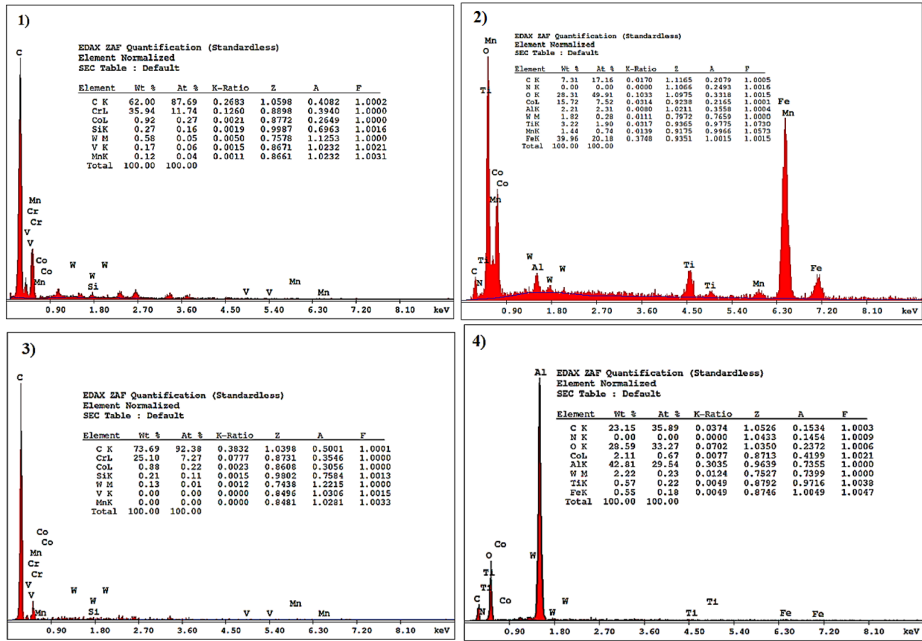 1)
EDAX ZAF Quantification (Standardless)
Element Normalized
SEC Table : Default
Element Wt % At % K-Ratio Z A F
C K 62.00 87.69 0.2683 1.0598 0.4082 1.0002
CrL 35.94 11.74 0.1260 0.8898 0.3940 1.0000
CoL 0.92 0.27 0.0021 0.8772 0.2649 1.0000
SiK 0.27 0.16 0.0019 0.9987 0.6963 1.0016
W M 0.58 0.05 0.0050 0.7578 1.1253 1.0000
V K 0.17 0.06 0.0015 0.8671 1.0232 1.0021
MnK 0.12 0.04 0.0011 0.8661 1.0232 1.0031
Total 100.00 100.00
C
Mn
Cr
Cr
V
V
Co
Co
Mn
W
W
W
Si
V
V
Mn
Mn
0.90 1.80 2.70 3.60 4.50 5.40 6.30 7.20 8.10 keV
2)
EDAX ZAF Quantification (Standardless)
Element Normalized
SEC Table : Default
Element Wt % At % K-Ratio Z A F
C K 7.31 17.16 0.0170 1.1165 0.2079 1.0005
N K 0.00 0.00 0.0000 1.1066 0.2493 1.0016
O K 28.31 49.91 0.1033 1.0975 0.3318 1.0015
CoL 15.72 7.52 0.0314 0.9238 0.2165 1.0001
AlK 2.21 2.31 0.0080 1.0211 0.3558 1.0004
W M 1.82 0.28 0.0111 0.7972 0.7659 1.0000
TiK 3.22 1.90 0.0317 0.9365 0.9775 1.0730
MnK 1.44 0.74 0.0139 0.9175 0.9966 1.0573
FeK 39.96 20.18 0.3748 0.9351 1.0015 1.0015
Total 100.00 100.00
Mn
O
Ti
Co
Co
Mn
C
Ti
N
W
Al
W
W
Ti
Ti
Mn
Fe
Mn
Fe
0.90 1.80 2.70 3.60 4.50 5.40 6.30 7.20 8.10 keV
3)
EDAX ZAF Quantification (Standardless)
Element Normalized
SEC Table : Default
Element Wt % At % K-Ratio Z A F
C K 73.69 92.38 0.3832 1.0398 0.5001 1.0001
CrL 25.10 7.27 0.0777 0.8731 0.3546 1.0000
CoL 0.88 0.22 0.0023 0.8608 0.3056 1.0000
SiK 0.21 0.11 0.0015 0.9802 0.7584 1.0013
W M 0.13 0.01 0.0012 0.7438 1.2215 1.0000
V K 0.00 0.00 0.0000 0.8496 1.0306 1.0015
MnK 0.00 0.00 0.0000 0.8481 1.0281 1.0033
Total 100.00 100.00
C
Co
Co
Mn
Cr
Cr
V
V
Mn
W
W
W
Si
V
V
Mn
Mn
0.90 1.80 2.70 3.60 4.50 5.40 6.30 7.20 8.10 keV
4)
EDAX ZAF Quantification (Standardless)
Element Normalized
SEC Table : Default
Element Wt % At % K-Ratio Z A F
C K 23.15 35.89 0.0374 1.0526 0.1534 1.0003
N K 0.00 0.00 0.0000 1.0433 0.1454 1.0009
O K 28.59 33.27 0.0702 1.0350 0.2372 1.0006
CoL 2.11 0.67 0.0077 0.8713 0.4199 1.0021
AlK 42.81 29.54 0.3035 0.9639 0.7355 1.0000
W M 2.22 0.23 0.0124 0.7527 0.7399 1.0000
TiK 0.57 0.22 0.0049 0.8792 0.9716 1.0038
FeK 0.55 0.18 0.0049 0.8746 1.0049 1.0047
Total 100.00 100.00
Al
Co
O
Ti
Ti
C
N
Co
W
W
W
Ti
Ti
Fe
Fe
0.90 1.80 2.70 3.60 4.50 5.40 6.30 7.20 8.10 keV